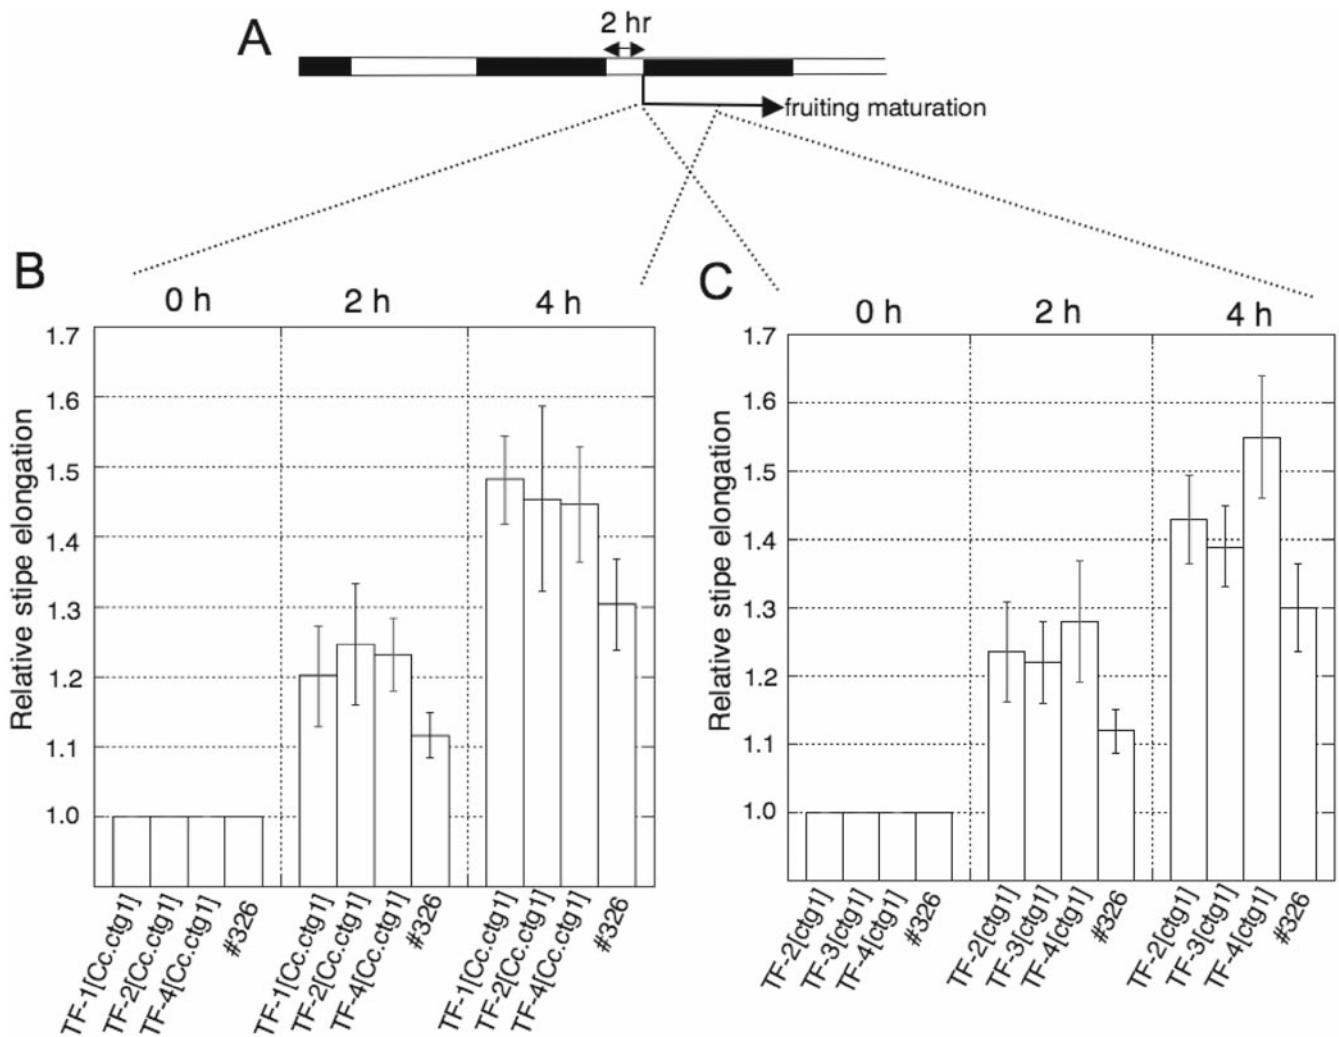 A
2 hr
fruiting maturation
B
0 h
2 h
4 h
1.7
1.6
1.5
1.4
1.3
1.2
1.1
1.0
Relative stipe elongation
TF-1[Cc.ctg1]
TF-2[Cc.ctg1]
TF-4[Cc.ctg1]
#326
TF-1[Cc.ctg1]
TF-2[Cc.ctg1]
TF-4[Cc.ctg1]
#326
TF-1[Cc.ctg1]
TF-2[Cc.ctg1]
TF-4[Cc.ctg1]
#326
C
0 h
2 h
4 h
1.7
1.6
1.5
1.4
1.3
1.2
1.1
1.0
Relative stipe elongation
TF-2[ctg1]
TF-3[ctg1]
TF-4[ctg1]
#326
TF-2[ctg1]
TF-3[ctg1]
TF-4[ctg1]
#326
TF-2[ctg1]
TF-3[ctg1]
TF-4[ctg1]
#326